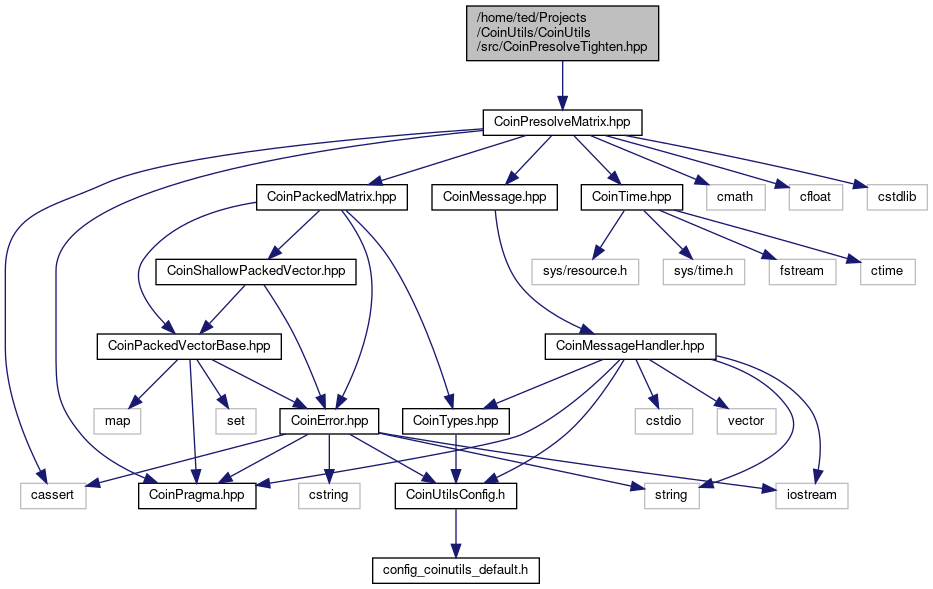 /home/ted/Projects
/CoinUtils/CoinUtils
/src/CoinPresolveTighten.hpp
CoinPresolveMatrix.hpp
CoinPackedMatrix.hpp
CoinMessage.hpp
CoinTime.hpp
cmath
cfloat
cstdlib
CoinShallowPackedVector.hpp
sys/resource.h
sys/time.h
fstream
ctime
CoinPackedVectorBase.hpp
CoinMessageHandler.hpp
map
set
CoinError.hpp
CoinTypes.hpp
cstdio
vector
cassert
CoinPragma.hpp
cstring
CoinUtilsConfig.h
string
iostream
config_coinutils_default.h